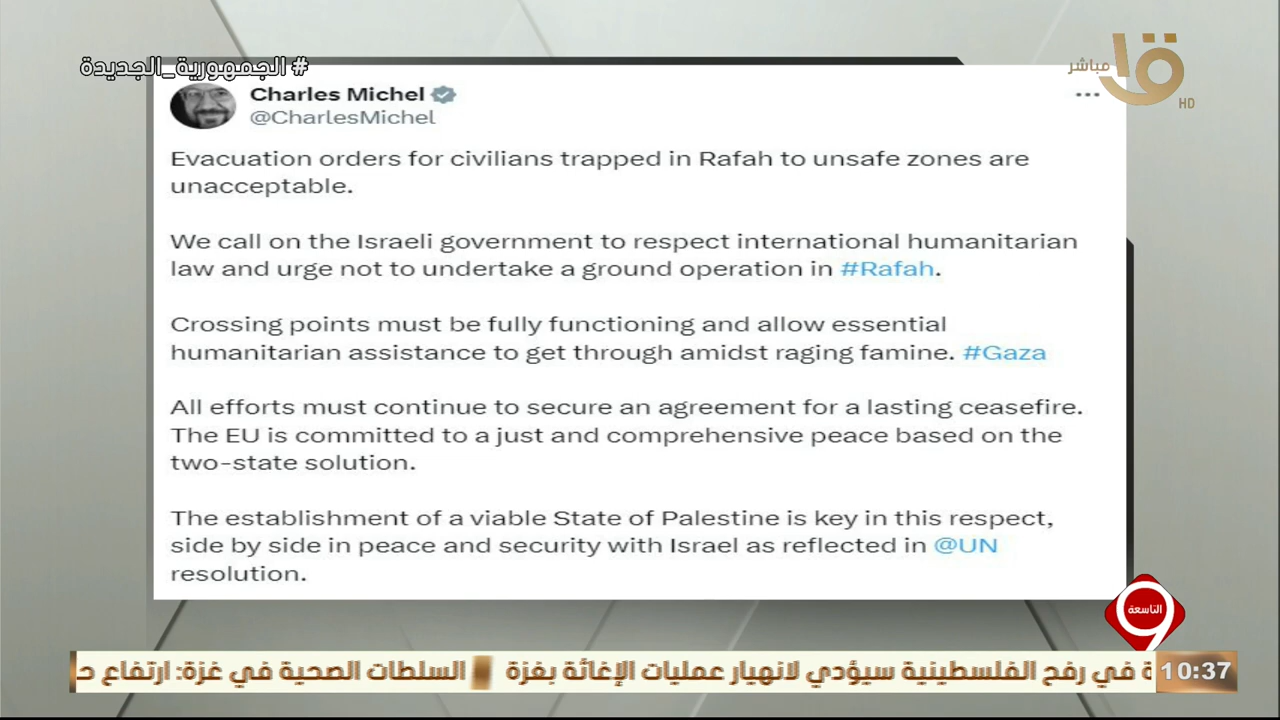 #الجمهورية_الجديدة
مباشر
HD
Charles Michel
@CharlesMichel
Evacuation orders for civilians trapped in Rafah to unsafe zones are
unacceptable.
We call on the Israeli government to respect international humanitarian
law and urge not to undertake a ground operation in #Rafah.
Crossing points must be fully functioning and allow essential
humanitarian assistance to get through amidst raging famine. #Gaza
All efforts must continue to secure an agreement for a lasting ceasefire.
The EU is committed to a just and comprehensive peace based on the
two-state solution.
The establishment of a viable State of Palestine is key in this respect,
side by side in peace and security with Israel as reflected in @UN
resolution.
التاسعة
9
في رفح الفلسطينية سيؤدي لانهيار عمليات الإغاثة بغزة السلطات الصحية في غزة: ارتفاع
10:37